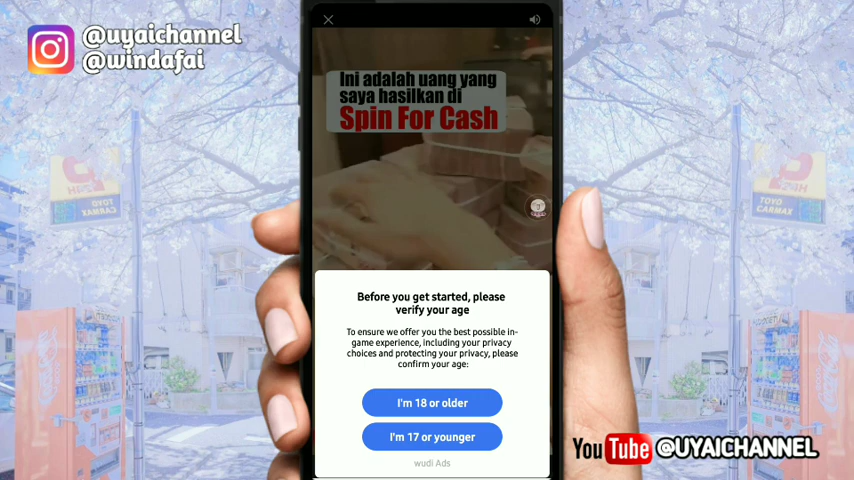 @uyaichannel
@windafai
Ini adalah uang yang
saya hasilkan di
Spin For Cash
TOYO
CARMAX
Before you get started, please
verify your age
To ensure we offer you the best possible in-
game experience, including your privacy
choices and protecting your privacy, please
confirm your age:
I'm 18 or older
I'm 17 or younger
wudi Ads
YouTube @UYAICHANNEL